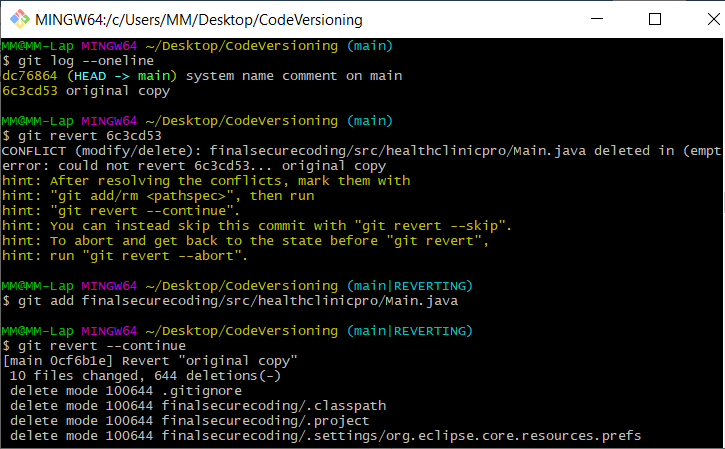 MINGW64:/c/Users/MM/Desktop/CodeVersioning
MM@MM-Lap MINGW64 ~/Desktop/CodeVersioning (main)
$ git log --oneline
dc76864 (HEAD -> main) system name comment on main
6c3cd53 original copy
MM@MM-Lap MINGW64 ~/Desktop/CodeVersioning (main)
$ git revert 6c3cd53
CONFLICT (modify/delete): finalsecurecoding/src/healthclinicpro/Main.java deleted in (empt
error: could not revert 6c3cd53... original copy
hint: After resolving the conflicts, mark them with
hint: "git add/rm <pathspec>", then run
hint: "git revert --continue".
hint: You can instead skip this commit with "git revert --skip".
hint: To abort and get back to the state before "git revert",
hint: run "git revert --abort".
MM@MM-Lap MINGW64 ~/Desktop/CodeVersioning (main|REVERTING)
$ git add finalsecurecoding/src/healthclinicpro/Main.java
MM@MM-Lap MINGW64 ~/Desktop/CodeVersioning (main|REVERTING)
$ git revert --continue
[main 0cf6b1e] Revert "original copy"
 10 files changed, 644 deletions(-)
 delete mode 100644 .gitignore
 delete mode 100644 finalsecurecoding/.classpath
 delete mode 100644 finalsecurecoding/.project
 delete mode 100644 finalsecurecoding/.settings/org.eclipse.core.resources.prefs